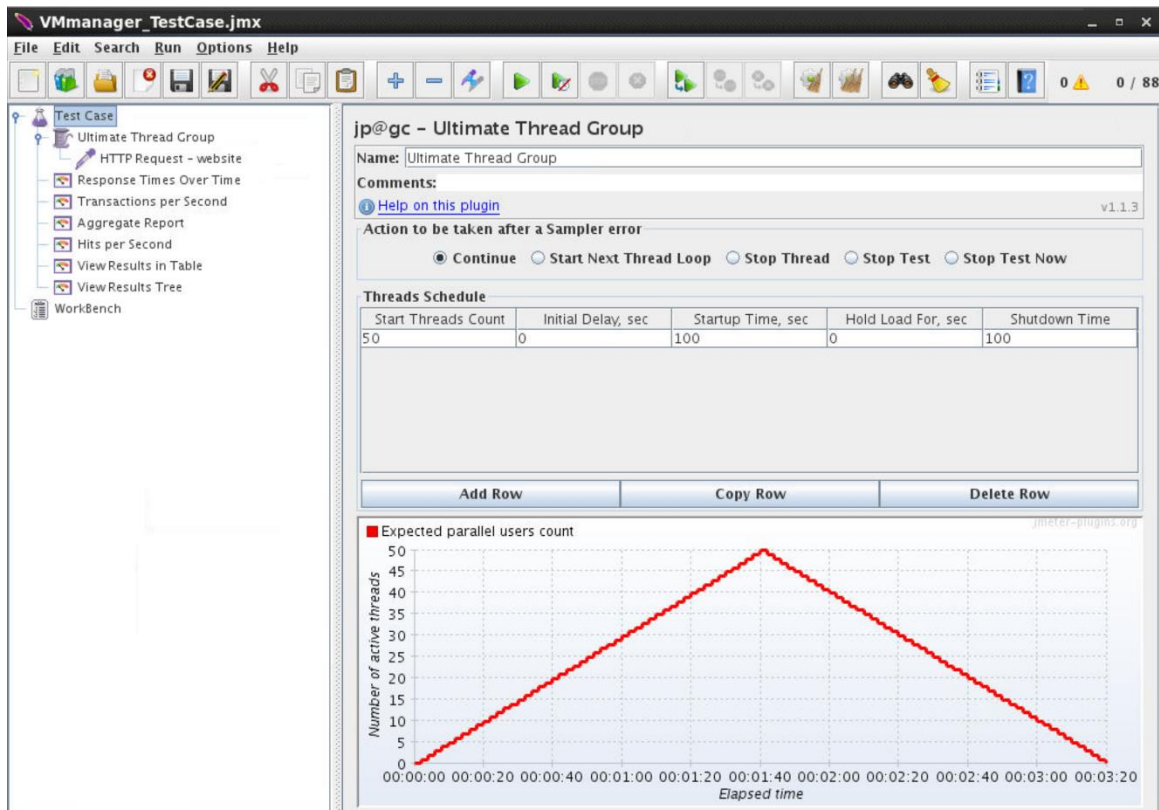 VMmanager_TestCase.jmx
File Edit Search Run Options Help
0 0 / 88
Test Case
Ultimate Thread Group
HTTP Request - website
Response Times Over Time
Transactions per Second
Aggregate Report
Hits per Second
View Results in Table
View Results Tree
WorkBench
jp@gc - Ultimate Thread Group
Name: Ultimate Thread Group
Comments:
Help on this plugin v1.1.3
Action to be taken after a Sampler error
Continue Start Next Thread Loop Stop Thread Stop Test Stop Test Now
Threads Schedule
Start Threads Count Initial Delay, sec Startup Time, sec Hold Load For, sec Shutdown Time
50 0 100 0 100
Add Row Copy Row Delete Row
jmeter-plugins.org
Expected parallel users count
50
45
40
35
30
25
20
15
10
5
0
Number of active threads
00:00:00 00:00:20 00:00:40 00:01:00 00:01:20 00:01:40 00:02:00 00:02:20 00:02:40 00:03:00 00:03:20
Elapsed time